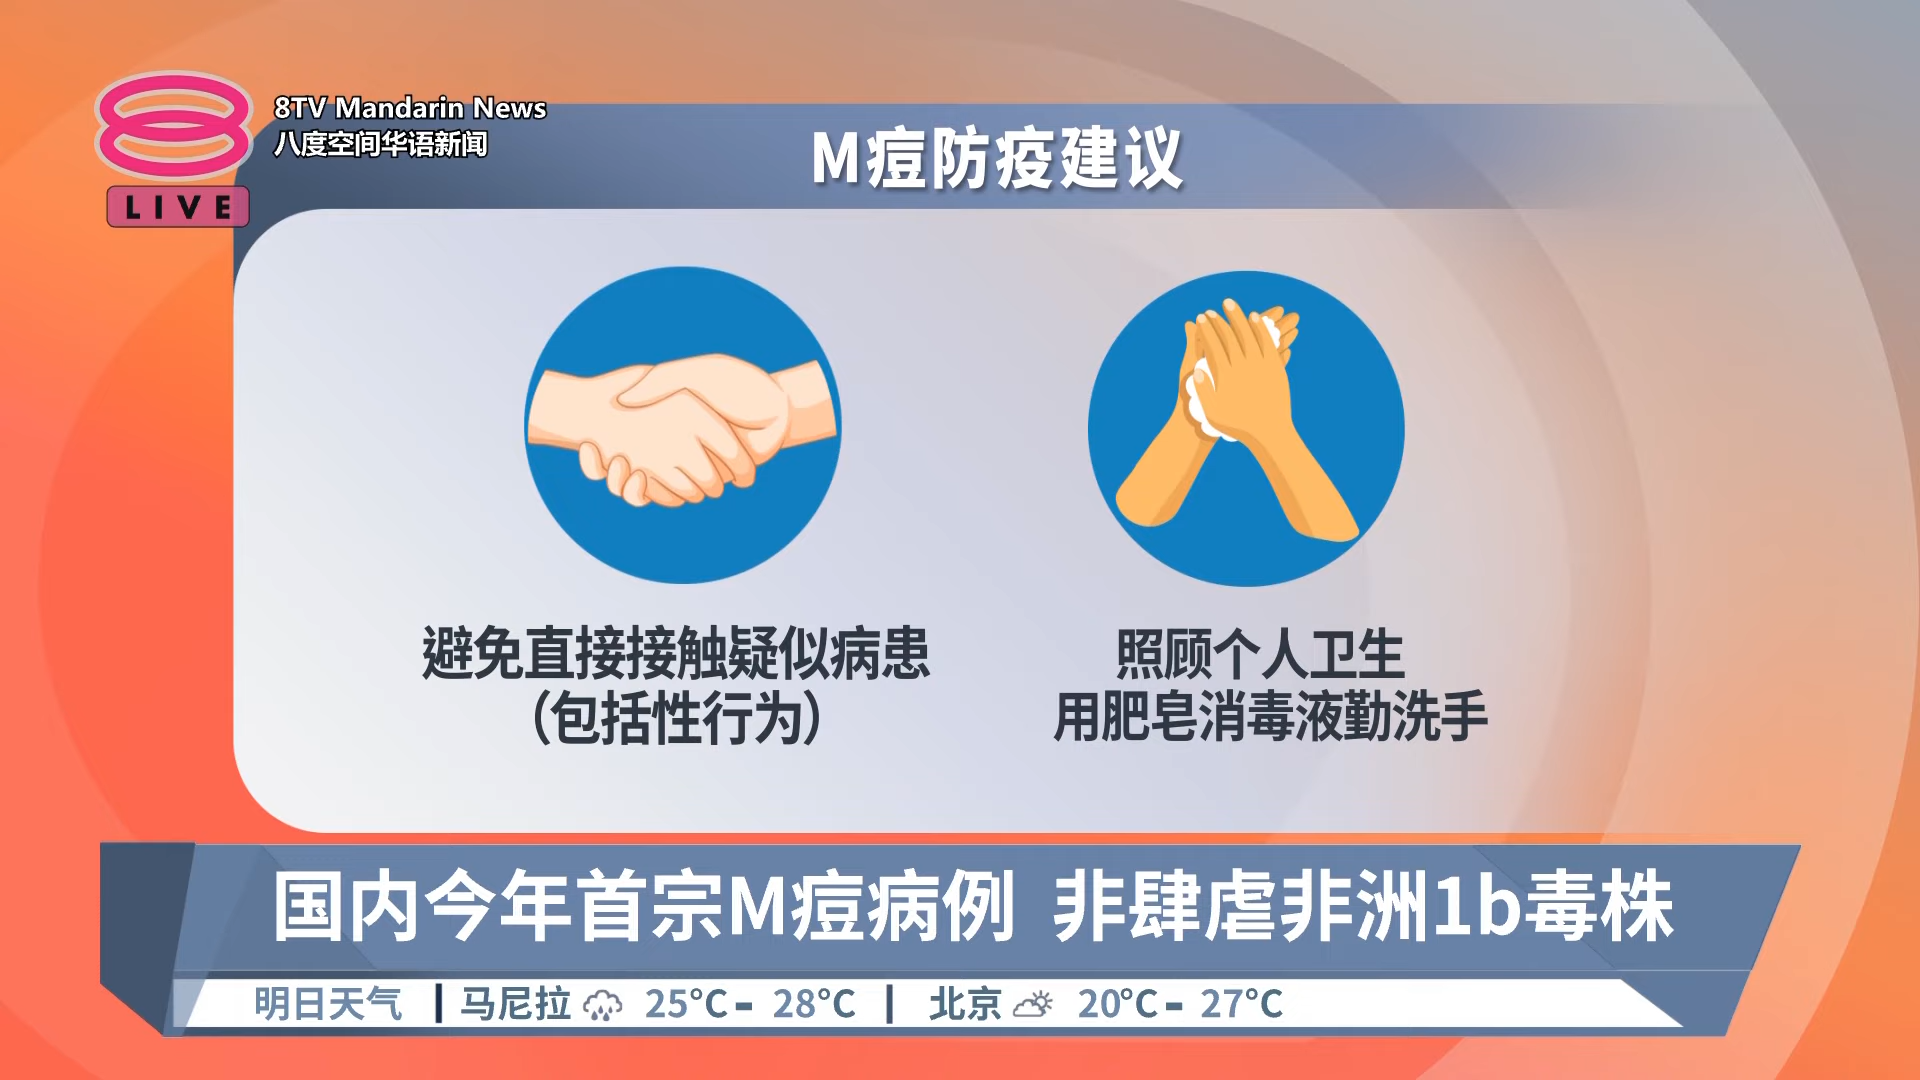 8TV Mandarin News
八度空间华语新闻
LIVE
M痘防疫建议
避免直接接触疑似病患
（包括性行为）
照顾个人卫生
用肥皂消毒液勤洗手
国内今年首宗M痘病例 非肆虐非洲1b毒株
明日天气 | 马尼拉 25°C - 28°C | 北京 20°C - 27°C